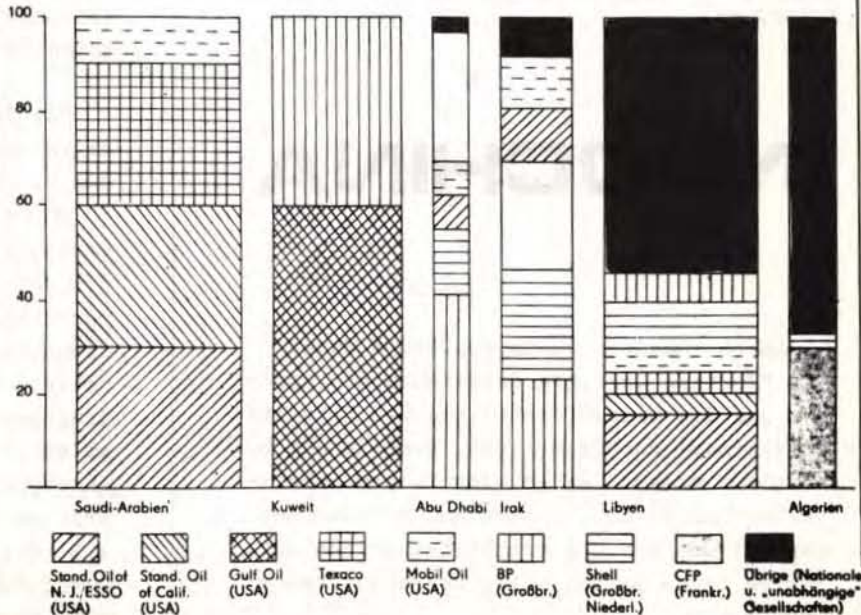 100
80
60
40
20
Saudi-Arabien Kuweit Abu Dhabi Irak Libyen Algerien
Stand. Oil of
N. J./ESSO
(USA)
Stand. Oil
of Calif.
(USA)
Gulf Oil
(USA)
Texaco
(USA)
Mobil Oil
(USA)
BP
(Großbr.)
Shell
(Großbr.
Niederl.)
CFP
(Frankr.)
Übrige (Nationale
u. „unabhängige"
Gesellschaften)